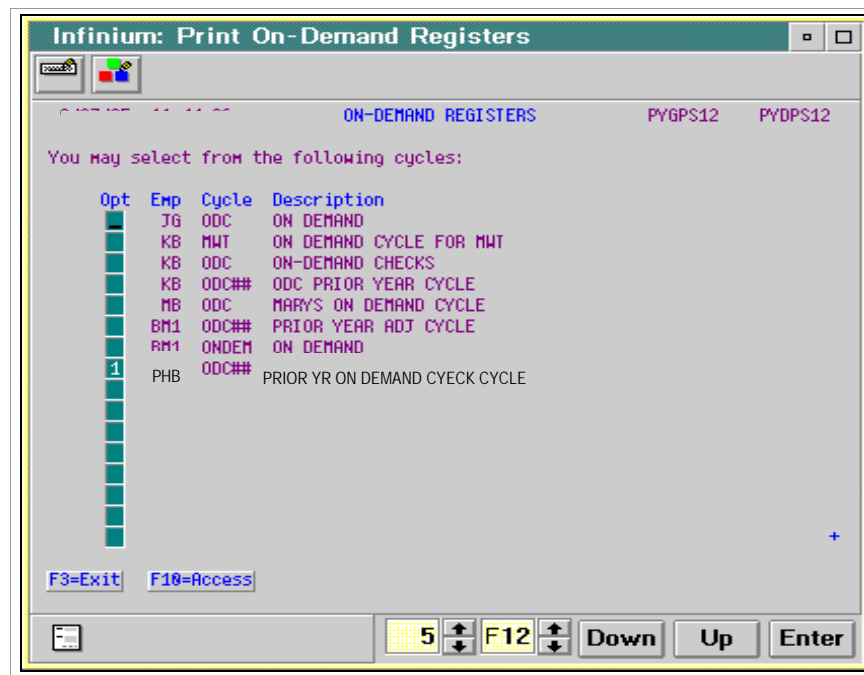 Infinium: Print On-Demand Registers
ON-DEMAND REGISTERS PYGPS12 PYDPS12
You may select from the following cycles:
Opt Emp Cycle Description
JG ODC ON DEMAND
KB MWT ON DEMAND CYCLE FOR MWT
KB ODC ON-DEMAND CHECKS
KB ODC## ODC PRIOR YEAR CYCLE
MB ODC MARYS ON DEMAND CYCLE
BM1 ODC## PRIOR YEAR ADJ CYCLE
BM1 ONDEM ON DEMAND
1 PHB ODC## PRIOR YR ON DEMAND CYECK CYCLE
+
F3=Exit F10=Access
5 F12 Down Up Enter